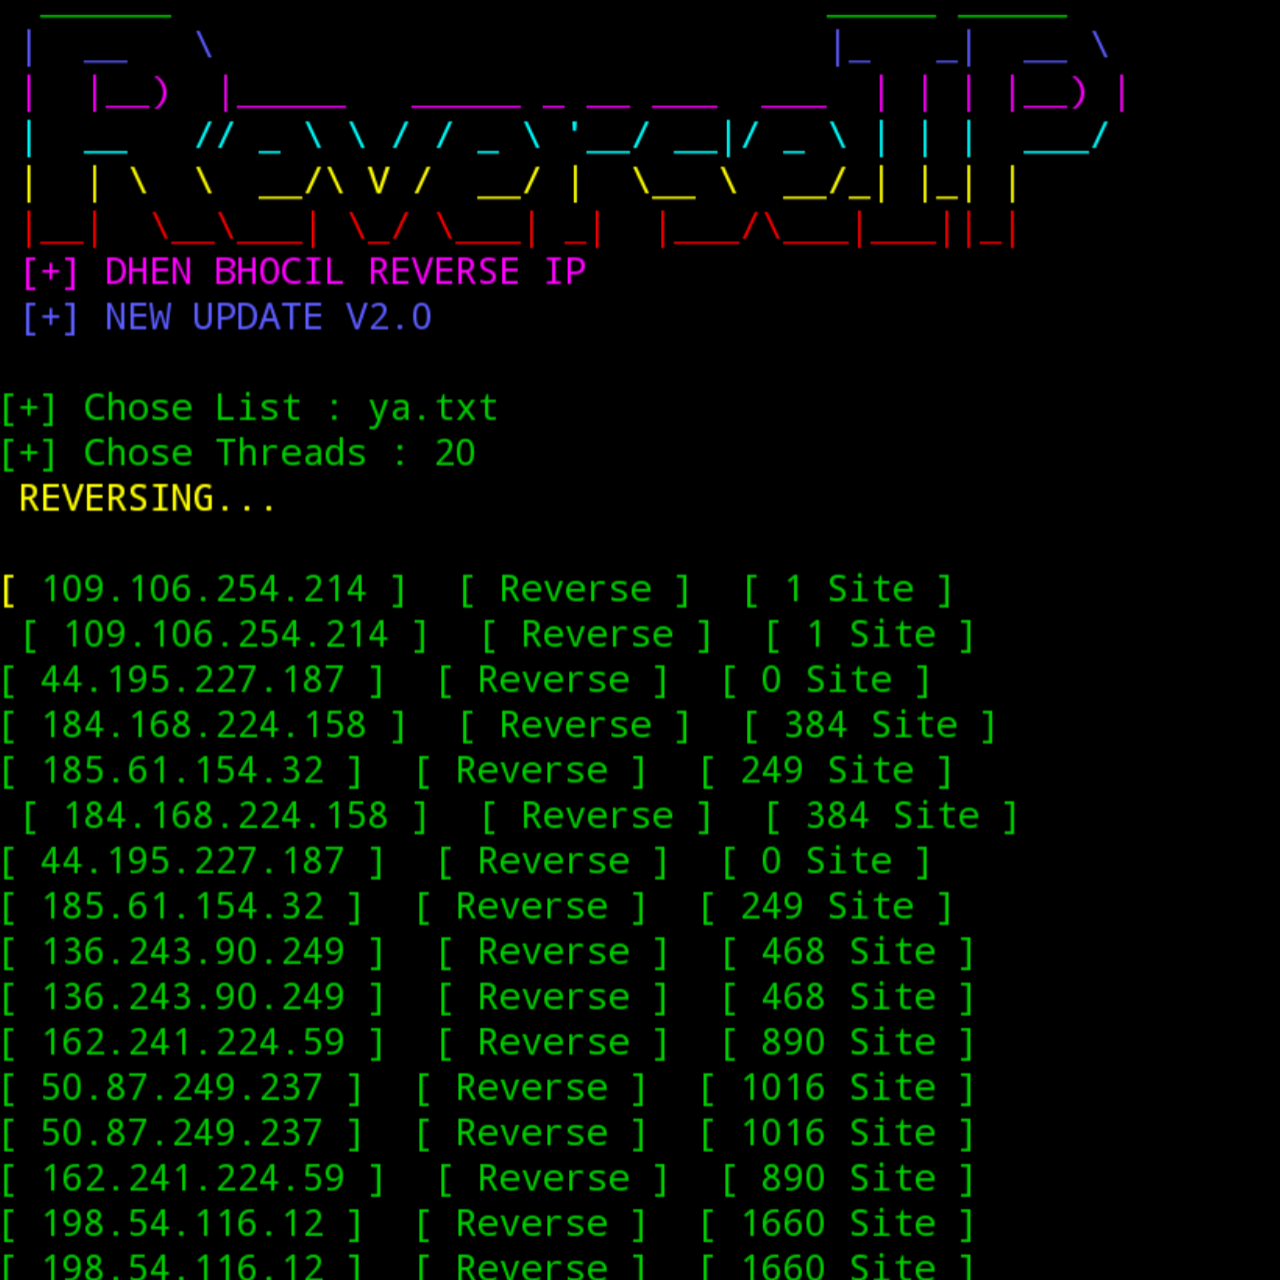 ReverseIP
[+] DHEN BHOCIL REVERSE IP
[+] NEW UPDATE V2.0
[+] Chose List : ya.txt
[+] Chose Threads : 20
REVERSING...
[ 109.106.254.214 ]  [ Reverse ]  [ 1 Site ]
[ 109.106.254.214 ]  [ Reverse ]  [ 1 Site ]
[ 44.195.227.187 ]  [ Reverse ]  [ 0 Site ]
[ 184.168.224.158 ]  [ Reverse ]  [ 384 Site ]
[ 185.61.154.32 ]  [ Reverse ]  [ 249 Site ]
[ 184.168.224.158 ]  [ Reverse ]  [ 384 Site ]
[ 44.195.227.187 ]  [ Reverse ]  [ 0 Site ]
[ 185.61.154.32 ]  [ Reverse ]  [ 249 Site ]
[ 136.243.90.249 ]  [ Reverse ]  [ 468 Site ]
[ 136.243.90.249 ]  [ Reverse ]  [ 468 Site ]
[ 162.241.224.59 ]  [ Reverse ]  [ 890 Site ]
[ 50.87.249.237 ]  [ Reverse ]  [ 1016 Site ]
[ 50.87.249.237 ]  [ Reverse ]  [ 1016 Site ]
[ 162.241.224.59 ]  [ Reverse ]  [ 890 Site ]
[ 198.54.116.12 ]  [ Reverse ]  [ 1660 Site ]
[ 198.54.116.12 ]  [ Reverse ]  [ 1660 Site ]